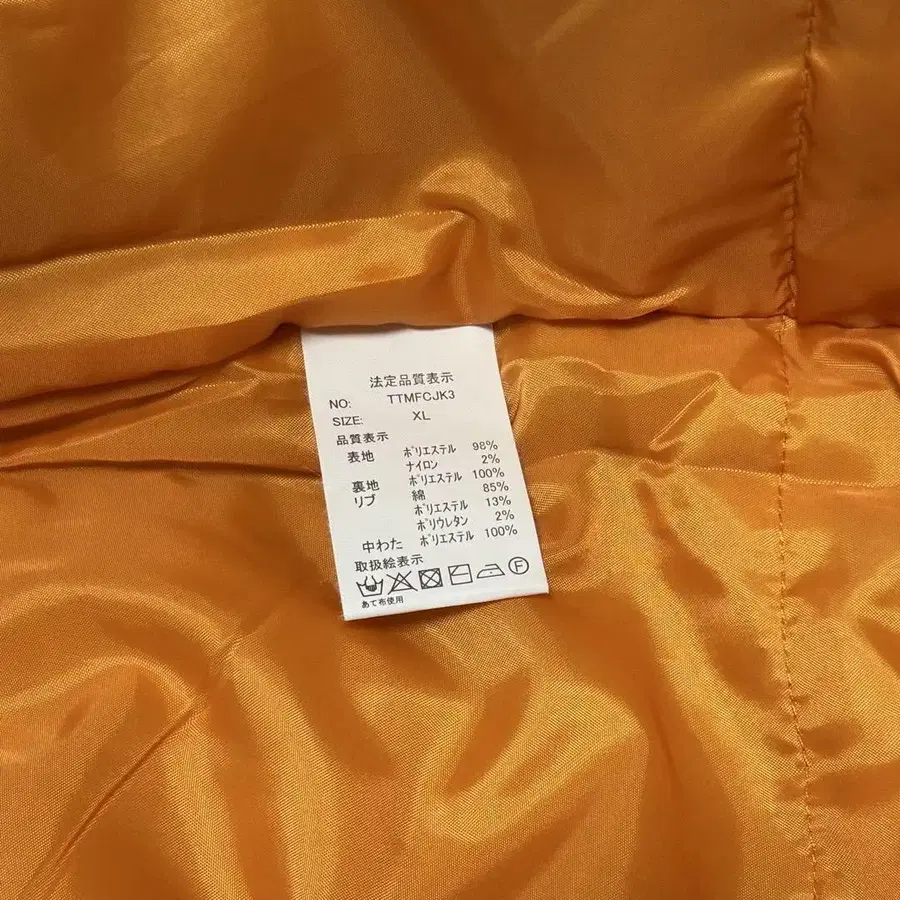 法定品質表示
NO: TTMFCJK3
SIZE: XL
品質表示
表地 ポリエステル 98%
ナイロン 2%
裏地 ポリエステル 100%
リブ 綿 85%
ポリエステル 13%
ポリウレタン 2%
中わた ポリエステル 100%
取扱絵表示
F
あて布使用